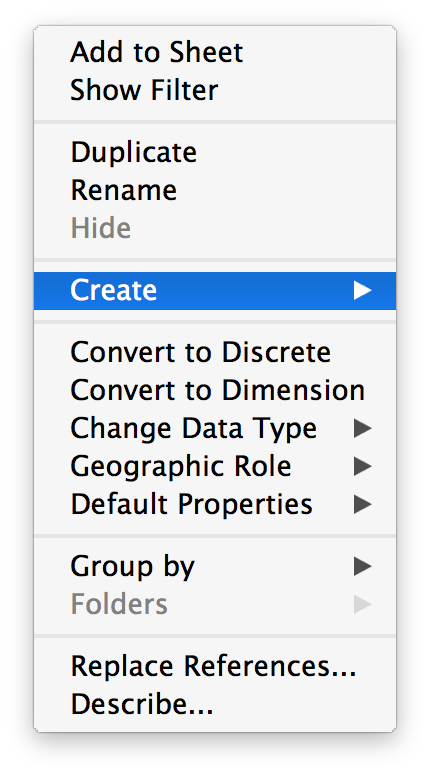 Add to Sheet
Show Filter
Duplicate
Rename
Hide
Create
Convert to Discrete
Convert to Dimension
Change Data Type
Geographic Role
Default Properties
Group by
Folders
Replace References...
Describe...